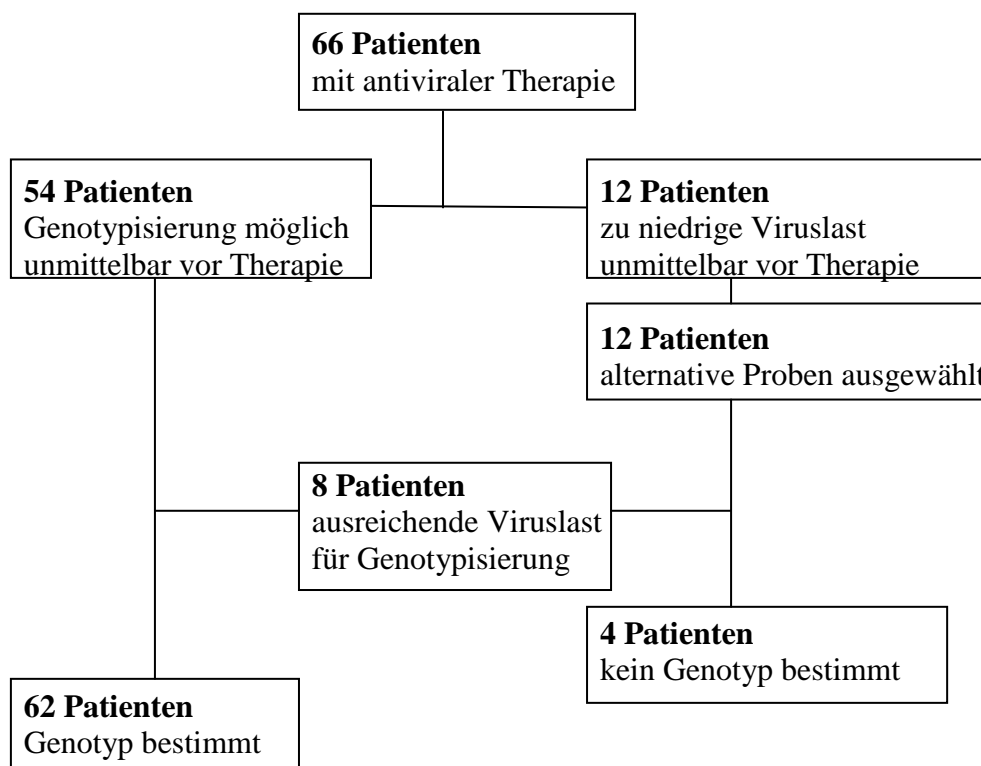 66 Patienten
mit antiviraler Therapie
54 Patienten
Genotypisierung möglich
unmittelbar vor Therapie
12 Patienten
zu niedrige Viruslast
unmittelbar vor Therapie
12 Patienten
alternative Proben ausgewählt
8 Patienten
ausreichende Viruslast
für Genotypisierung
4 Patienten
kein Genotyp bestimmt
62 Patienten
Genotyp bestimmt